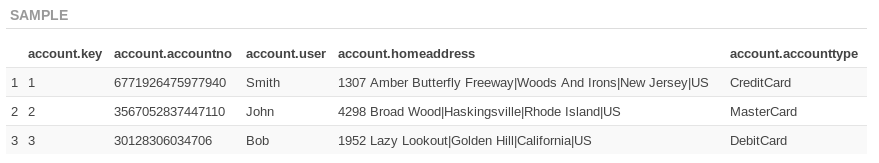 SAMPLE
account.key account.accountno account.user account.homeaddress account.accounttype
1 1 6771926475977940 Smith 1307 Amber Butterfly Freeway|Woods And Irons|New Jersey|US CreditCard
2 2 3567052837447110 John 4298 Broad Wood|Haskingsville|Rhode Island|US MasterCard
3 3 30128306034706 Bob 1952 Lazy Lookout|Golden Hill|California|US DebitCard